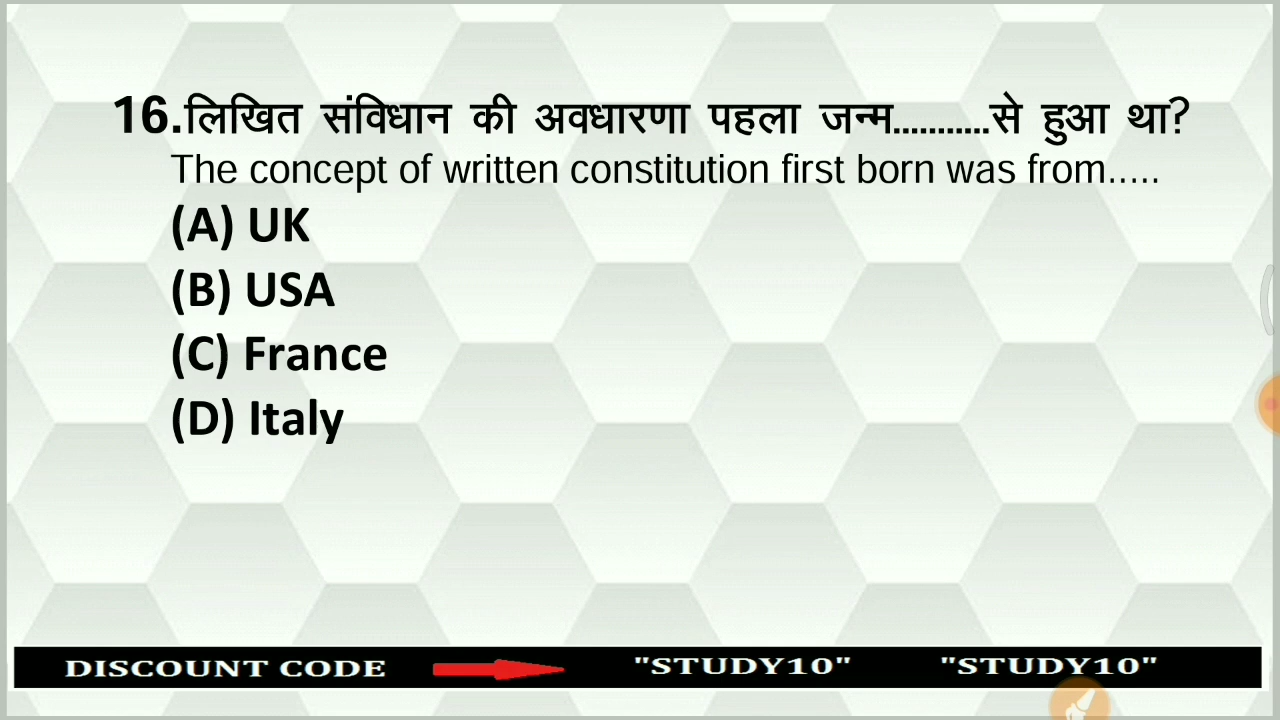 16.लिखित संविधान की अवधारणा पहला जन्म...........से हुआ था?
The concept of written constitution first born was from.....
(A) UK
(B) USA
(C) France
(D) Italy
DISCOUNT CODE "STUDY10" "STUDY10"